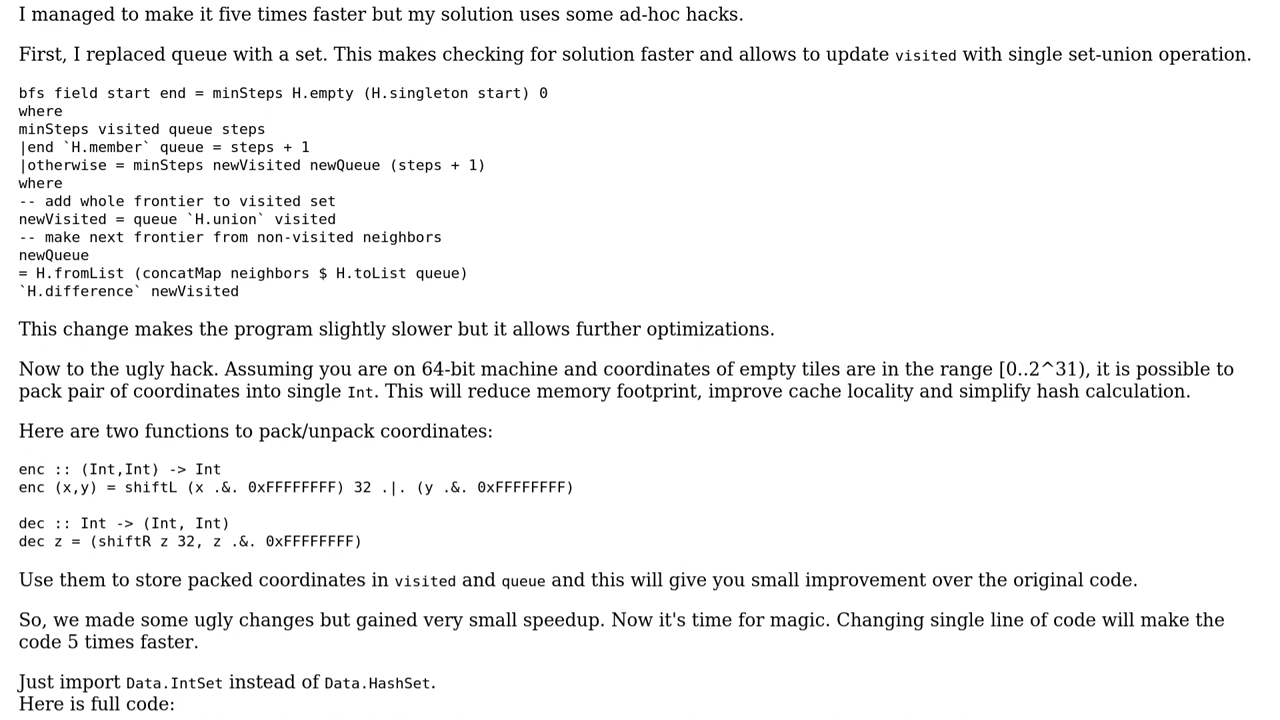 I managed to make it five times faster but my solution uses some ad-hoc hacks.
First, I replaced queue with a set. This makes checking for solution faster and allows to update visited with single set-union operation.
bfs field start end = minSteps H.empty (H.singleton start) 0
where
minSteps visited queue steps
|end `H.member` queue = steps + 1
|otherwise = minSteps newVisited newQueue (steps + 1)
where
-- add whole frontier to visited set
newVisited = queue `H.union` visited
-- make next frontier from non-visited neighbors
newQueue
= H.fromList (concatMap neighbors $ H.toList queue)
`H.difference` newVisited
This change makes the program slightly slower but it allows further optimizations.
Now to the ugly hack. Assuming you are on 64-bit machine and coordinates of empty tiles are in the range [0..2^31), it is possible to
pack pair of coordinates into single Int. This will reduce memory footprint, improve cache locality and simplify hash calculation.
Here are two functions to pack/unpack coordinates:
enc :: (Int,Int) -> Int
enc (x,y) = shiftL (x .&. 0xFFFFFFFF) 32 .|. (y .&. 0xFFFFFFFF)
dec :: Int -> (Int, Int)
dec z = (shiftR z 32, z .&. 0xFFFFFFFF)
Use them to store packed coordinates in visited and queue and this will give you small improvement over the original code.
So, we made some ugly changes but gained very small speedup. Now it's time for magic. Changing single line of code will make the
code 5 times faster.
Just import Data.IntSet instead of Data.HashSet.
Here is full code: